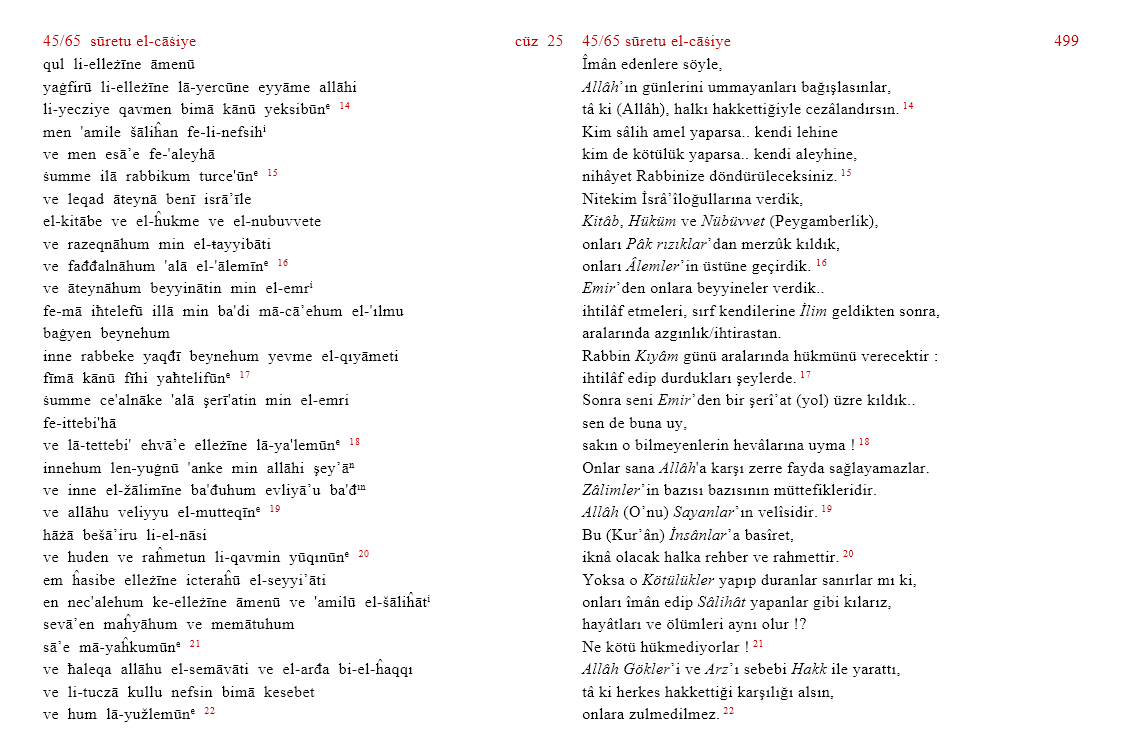 45/65 sūretu el-cāṡiye cüz 25
qul li-elleżīne āmenū
yaġfirū li-elleżīne lā-yercūne eyyāme allāhi
li-yecziye qavmen bimā kānū yeksibūnᵉ 14
men 'amile šāliĥan fe-li-nefsihⁱ
ve men esā’e fe-'aleyhā
ṡumme ilā rabbikum turce'ūnᵉ 15
ve leqad āteynā benī isrā’īle
el-kitābe ve el-ĥukme ve el-nubuvvete
ve razeqnāhum min el-ŧayyibāti
ve fađđalnāhum 'alā el-'ālemīnᵉ 16
ve āteynāhum beyyinātin min el-emrⁱ
fe-mā iħtelefū illā min ba'di mā-cā’ehum el-'ılmu
baġyen beynehum
inne rabbeke yaqđī beynehum yevme el-qıyāmeti
fīmā kānū fīhi yaħtelifūnᵉ 17
ṡumme ce'alnāke 'alā şerī'atin min el-emri
fe-ittebi'hā
ve lā-tettebi' ehvā’e elleżīne lā-ya'lemūnᵉ 18
innehum len-yuġnū 'anke min allāhi şey’āⁿ
ve inne el-žālimīne ba'đuhum evliyā’u ba'đⁱⁿ
ve allāhu veliyyu el-mutteqīnᵉ 19
hāżā bešā’iru li-el-nāsi
ve huden ve raĥmetun li-qavmin yūqınūnᵉ 20
em ĥasibe elleżīne icteraĥū el-seyyi’āti
en nec'alehum ke-elleżīne āmenū ve 'amilū el-šāliĥātⁱ
sevā’en maĥyāhum ve memātuhum
sā’e mā-yaĥkumūnᵉ 21
ve ħaleqa allāhu el-semāvāti ve el-arđa bi-el-ĥaqqı
ve li-tuczā kullu nefsin bimā kesebet
ve hum lā-yužlemūnᵉ 22
45/65 sūretu el-cāṡiye 499
Îmân edenlere söyle,
Allâh’ın günlerini ummayanları bağışlasınlar,
tâ ki (Allâh), halkı hakkettiğiyle cezâlandırsın. 14
Kim sâlih amel yaparsa.. kendi lehine
kim de kötülük yaparsa.. kendi aleyhine,
nihâyet Rabbinize döndürüleceksiniz. 15
Nitekim İsrâ’îloğullarına verdik,
Kitâb, Hüküm ve Nübüvvet (Peygamberlik),
onları Pâk rızıklar’dan merzûk kıldık,
onları Âlemler’in üstüne geçirdik. 16
Emir’den onlara beyyineler verdik..
ihtilâf etmeleri, sırf kendilerine İlim geldikten sonra,
aralarında azgınlık/ihtirastan.
Rabbin Kıyâm günü aralarında hükmünü verecektir :
ihtilâf edip durdukları şeylerde. 17
Sonra seni Emir’den bir şerî’at (yol) üzre kıldık..
sen de buna uy,
sakın o bilmeyenlerin hevâlarına uyma ! 18
Onlar sana Allâh'a karşı zerre fayda sağlayamazlar.
Zâlimler’in bazısı bazısının müttefikleridir.
Allâh (O’nu) Sayanlar’ın velîsidir. 19
Bu (Kur’ân) İnsânlar’a basîret,
iknâ olacak halka rehber ve rahmettir. 20
Yoksa o Kötülükler yapıp duranlar sanırlar mı ki,
onları îmân edip Sâlihât yapanlar gibi kılarız,
hayâtları ve ölümleri aynı olur !?
Ne kötü hükmediyorlar ! 21
Allâh Gökler’i ve Arz’ı sebebi Hakk ile yarattı,
tâ ki herkes hakkettiği karşılığı alsın,
onlara zulmedilmez. 22